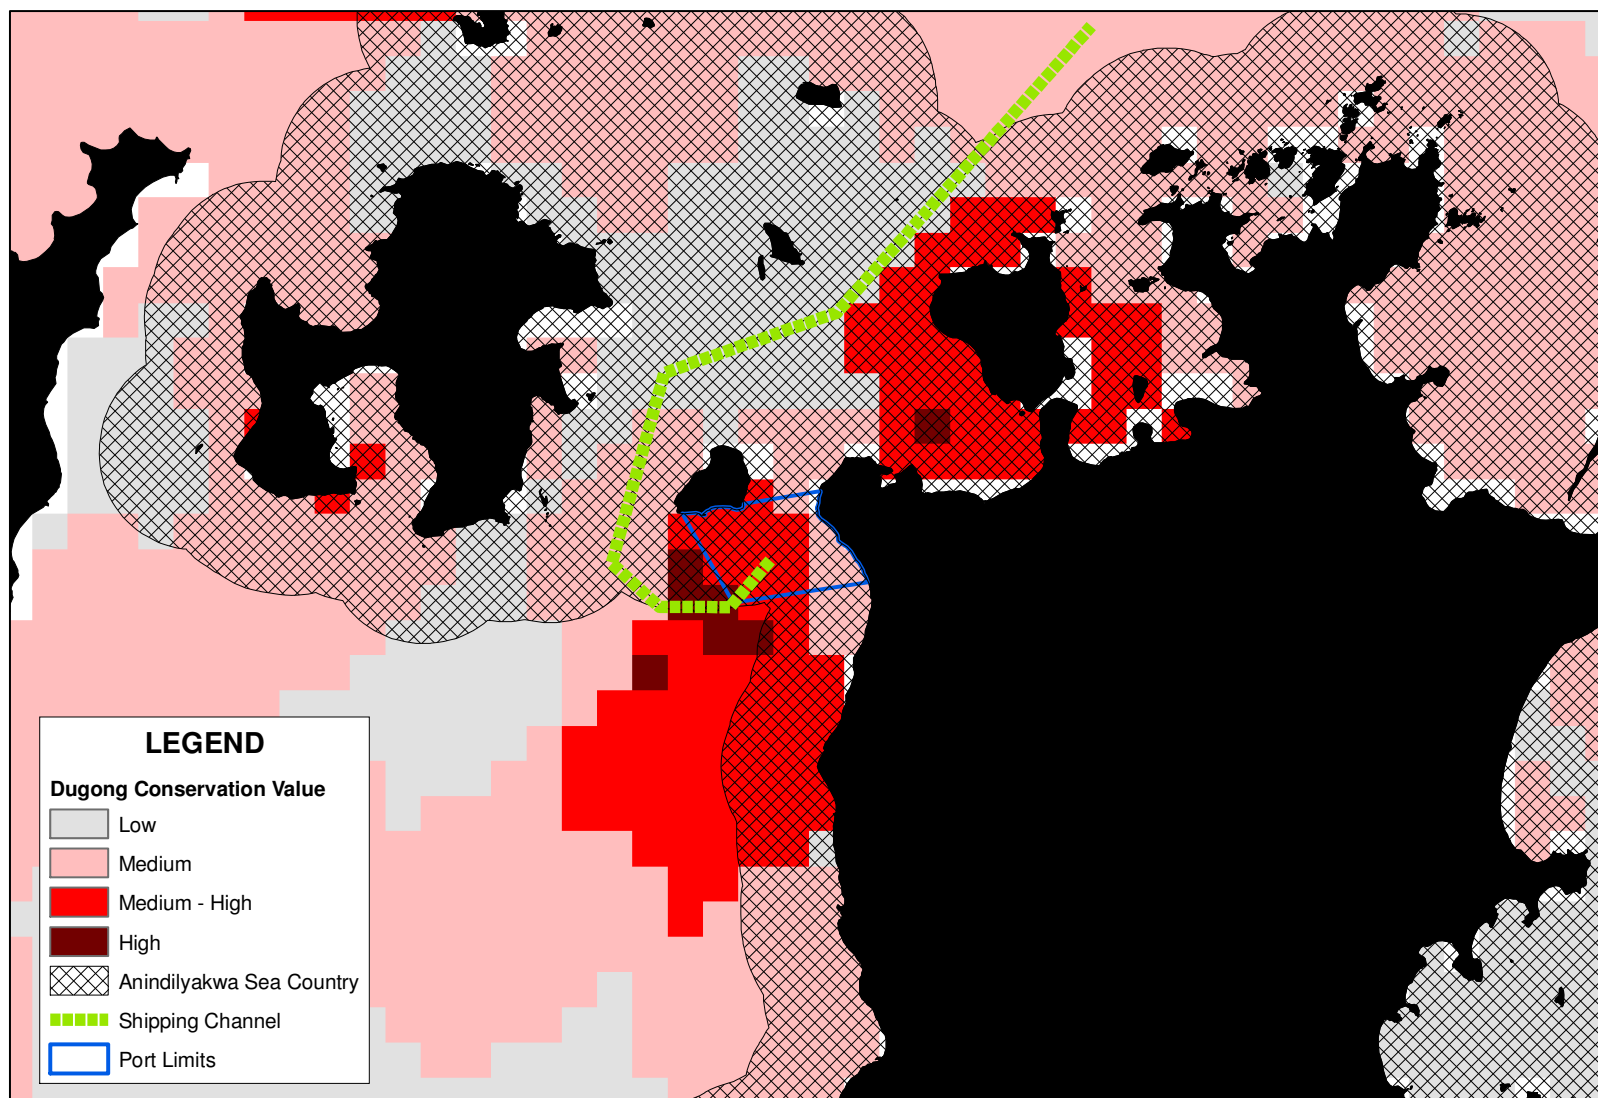 LEGEND
Dugong Conservation Value
Low
Medium
Medium - High
High
Anindilyakwa Sea Country
Shipping Channel
Port Limits